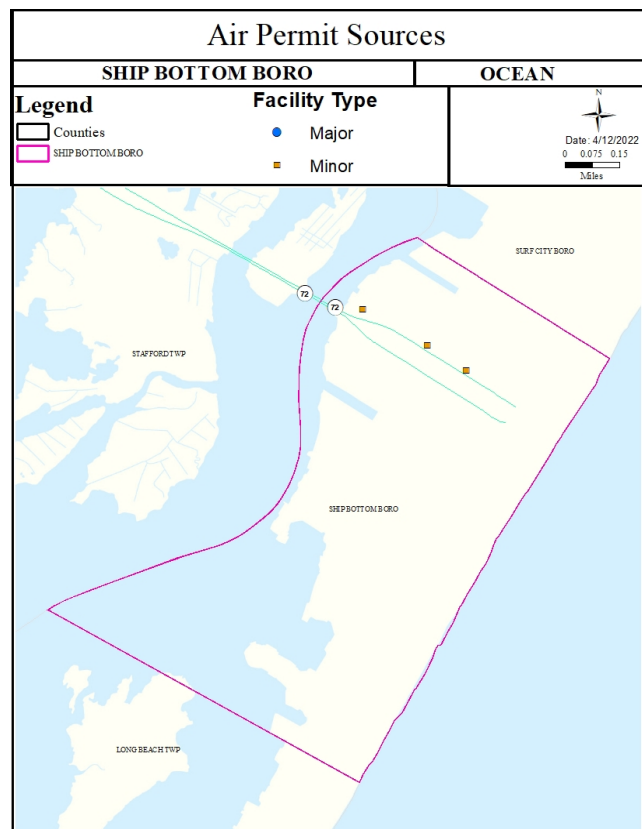 Air Permit Sources
SHIP BOTTOM BORO
OCEAN
Legend
Counties
SHIP BOTTOM BORO
Facility Type
Major
Minor
N
Date: 4/12/2022
0 0.075 0.15
Miles
SURF CITY BORO
72
72
STAFFORD TWP
SHIP BOTTOM BORO
LONG BEACH TWP